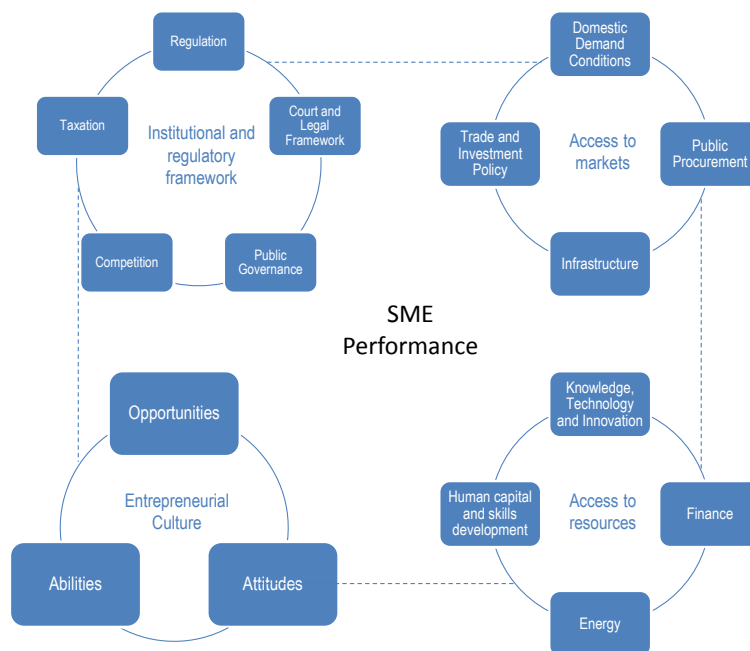 Regulation
Taxation
Court and
Legal
Framework
Institutional and
regulatory
framework
Competition
Public
Governance
Domestic
Demand
Conditions
Trade and
Investment
Policy
Access to
markets
Public
Procurement
Infrastructure
SME
Performance
Opportunities
Entrepreneurial
Culture
Abilities
Attitudes
Knowledge,
Technology
and Innovation
Human capital
and skills
development
Access to
resources
Finance
Energy